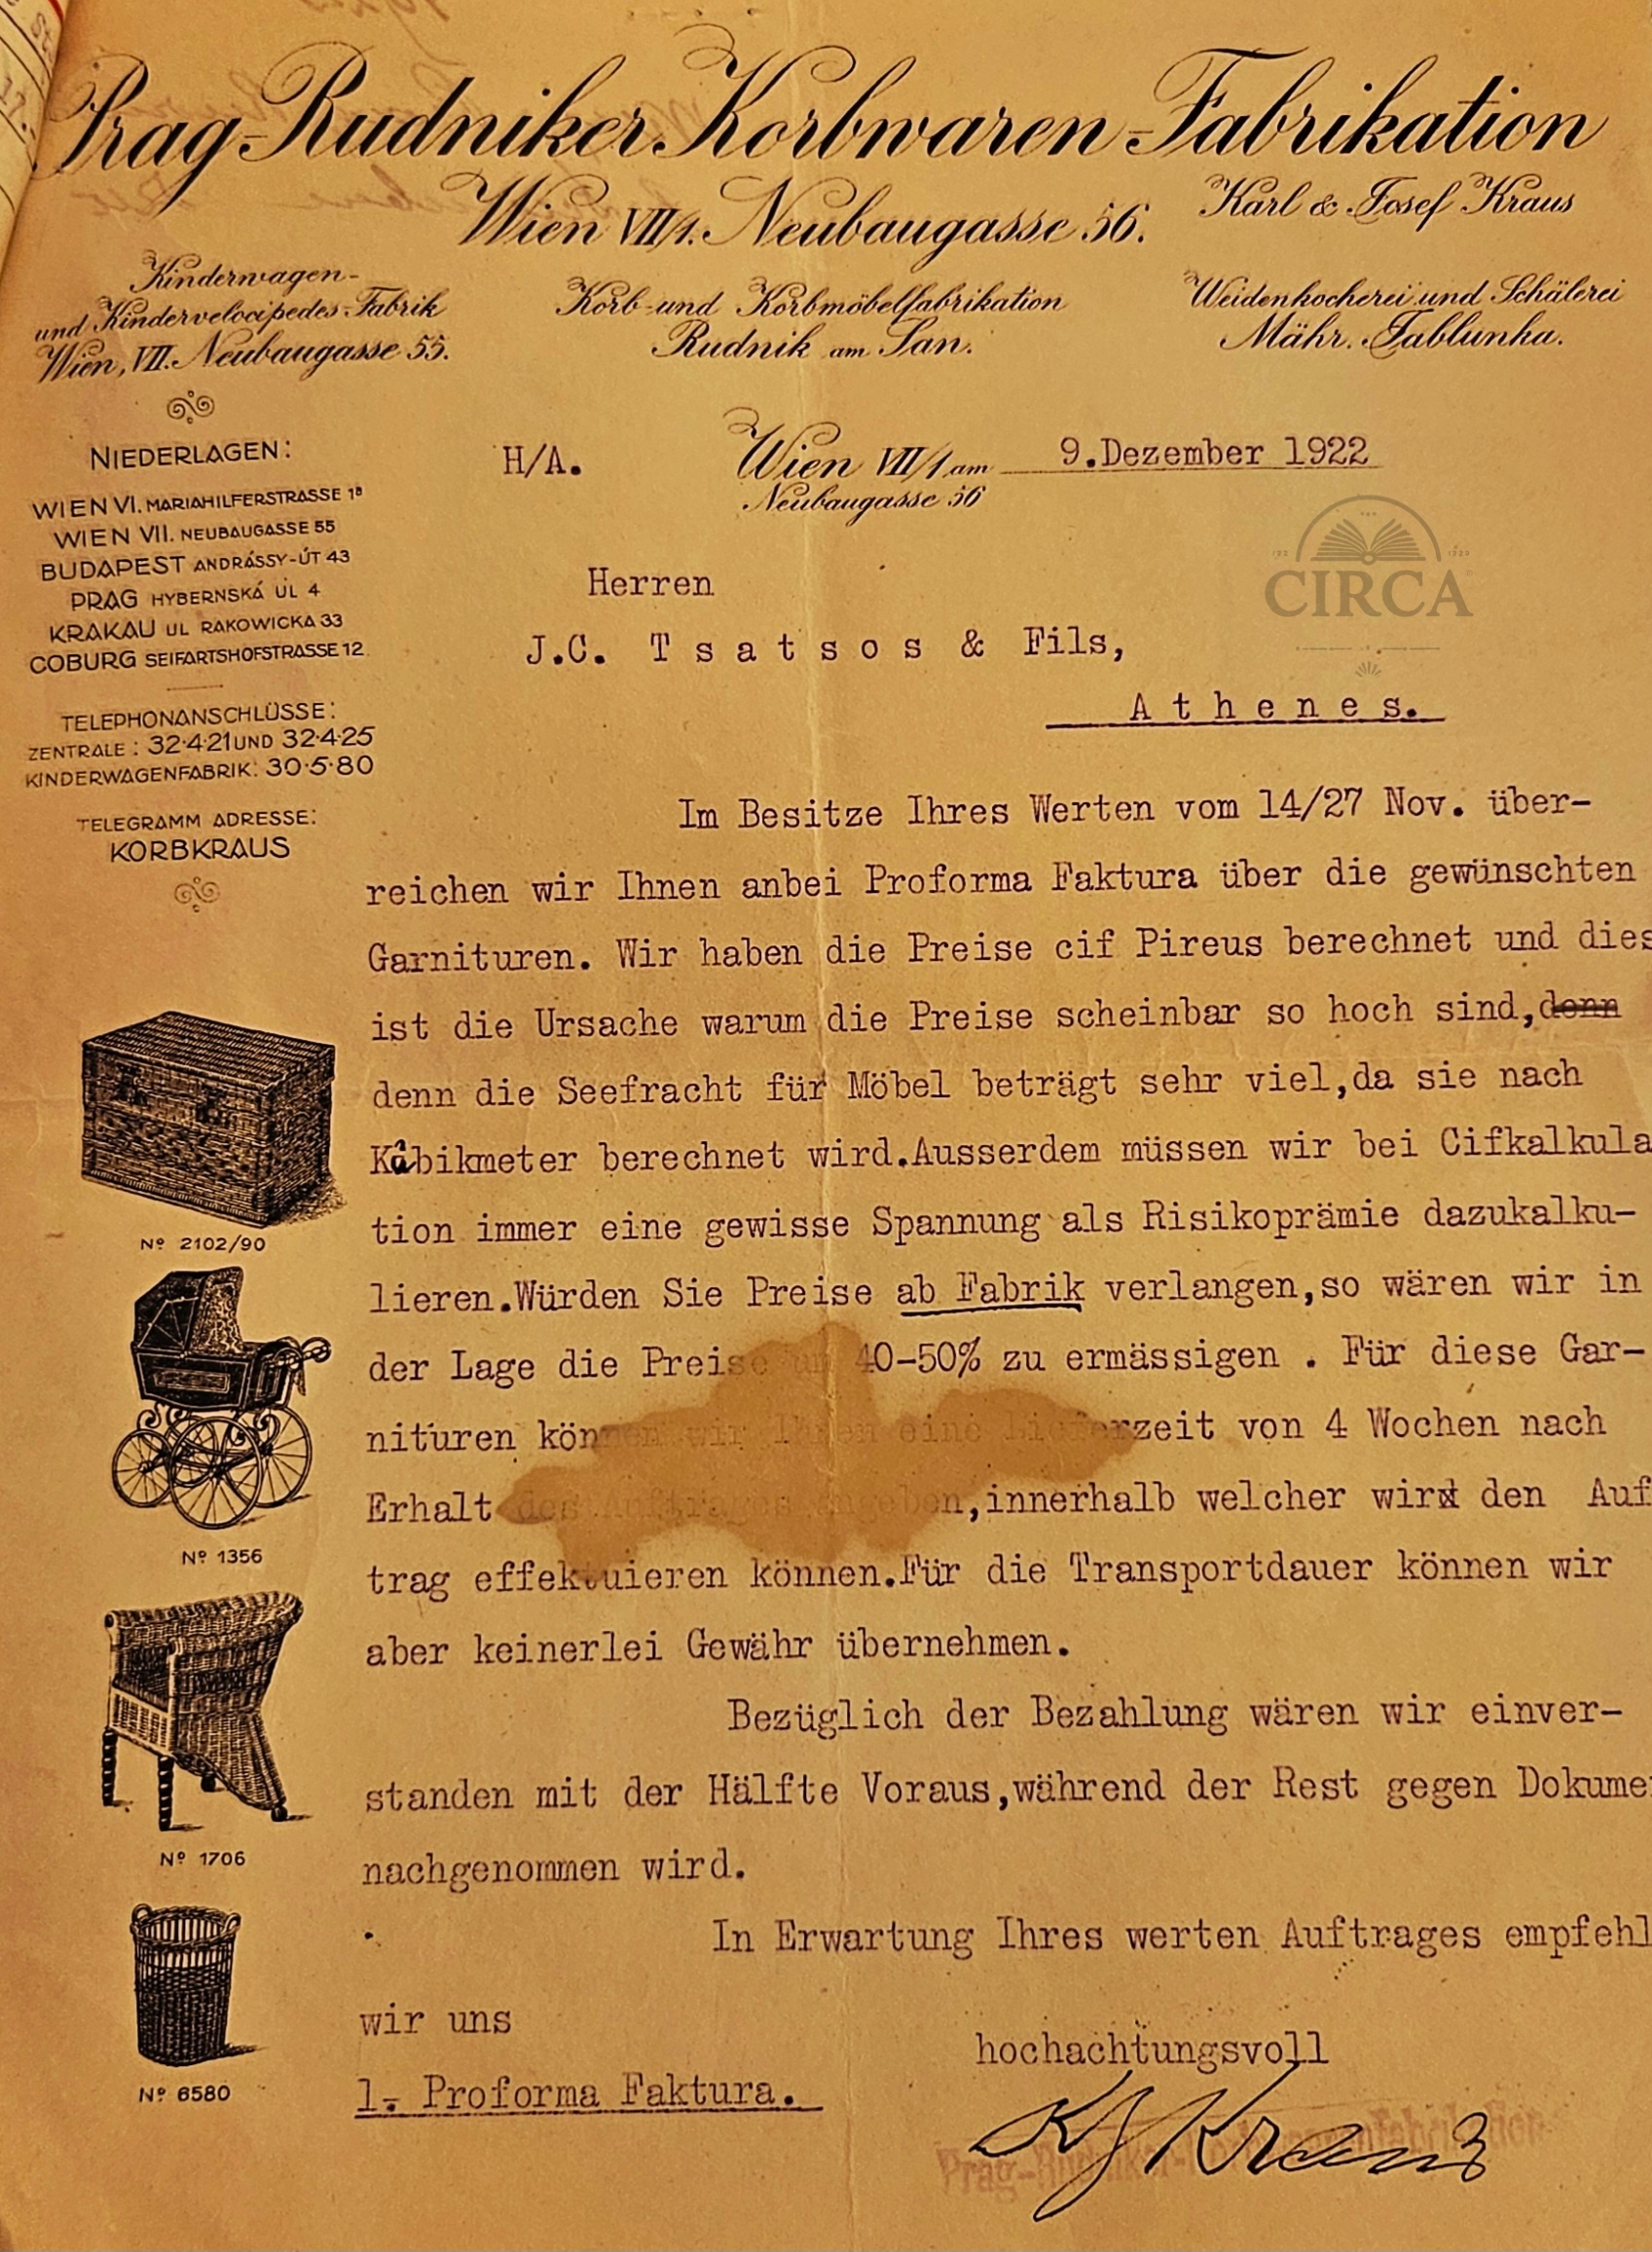 Prag-Rudniker Korbwaren-Fabrikation
Wien VII/1. Neubaugasse 56.
Karl & Josef Kraus
Kinderwagen-
und Kindervelocipedes-Fabrik
Wien, VII. Neubaugasse 55.
Korb- und Korbmöbelfabrikation
Rudnik am San.
Weidenkocherei und Schälerei
Mähr. Jablunka.
NIEDERLAGEN:
WIEN VI. MARIAHILFERSTRASSE 1B
WIEN VII. NEUBAUGASSE 55
BUDAPEST ANDRÁSSY-ÚT 43
PRAG HYBERNSKÁ UL 4
KRAKAU UL RAKOWICKA 33
COBURG SEIFARTSHOFSTRASSE 12
TELEPHONANSCHLÜSSE:
ZENTRALE: 32·4·21 UND 32·4·25
KINDERWAGENFABRIK: 30·5·80
TELEGRAMM ADRESSE:
KORBKRAUS
H/A.
Wien VII/1 am 9.Dezember 1922
Neubaugasse 56
CIRCA
Herren
J.C. T s a t s o s & Fils,
A t h e n e s.
Im Besitze Ihres Werten vom 14/27 Nov. über-
reichen wir Ihnen anbei Proforma Faktura über die gewünschten
Garnituren. Wir haben die Preise cif Pireus berechnet und dies
ist die Ursache warum die Preise scheinbar so hoch sind,denn
denn die Seefracht für Möbel beträgt sehr viel,da sie nach
Kubikmeter berechnet wird.Ausserdem müssen wir bei Cifkalkula
tion immer eine gewisse Spannung als Risikoprämie dazukalku-
lieren.Würden Sie Preise ab Fabrik verlangen,so wären wir in
der Lage die Preise um 40-50% zu ermässigen . Für diese Gar-
nituren können wir Ihnen eine Lieferzeit von 4 Wochen nach
Erhalt des Auftrages angeben,innerhalb welcher wir den Auf
trag effektuieren können.Für die Transportdauer können wir
aber keinerlei Gewähr übernehmen.
Bezüglich der Bezahlung wären wir einver-
standen mit der Hälfte Voraus,während der Rest gegen Dokume
nachgenommen wird.
In Erwartung Ihres werten Auftrages empfehl
wir uns
hochachtungsvoll
1.- Proforma Faktura.
KJKraus
Nº 2102/90
Nº 1356
Nº 1706
Nº 6580